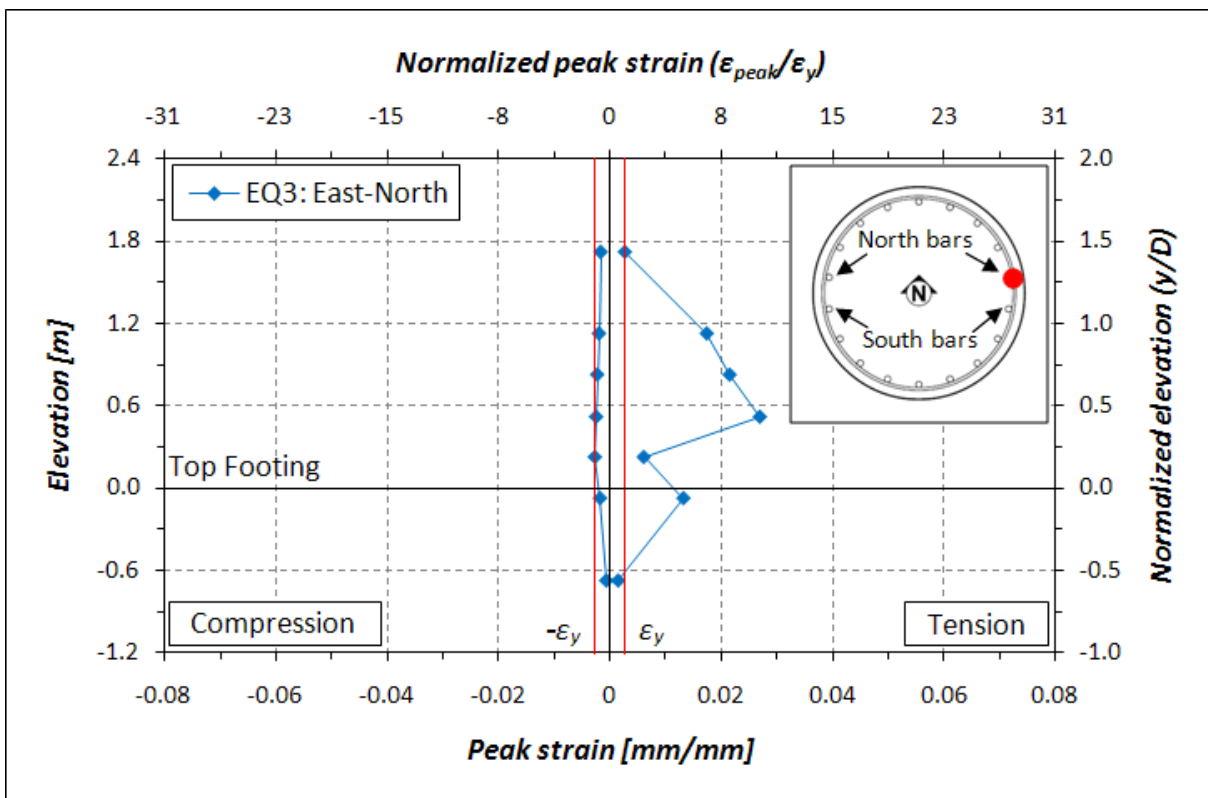 Normalized peak strain (εpeak/εy)
-31 -23 -15 -8 0 8 15 23 31
2.4 2.0
EQ3: East-North
1.8 1.5
North bars
N
1.2 1.0
South bars
0.6 0.5
Top Footing
0.0 0.0
-0.6 -0.5
Compression -εy εy Tension
-1.2 -1.0
-0.08 -0.06 -0.04 -0.02 0 0.02 0.04 0.06 0.08
Peak strain [mm/mm]
Elevation [m]
Normalized elevation (y/D)